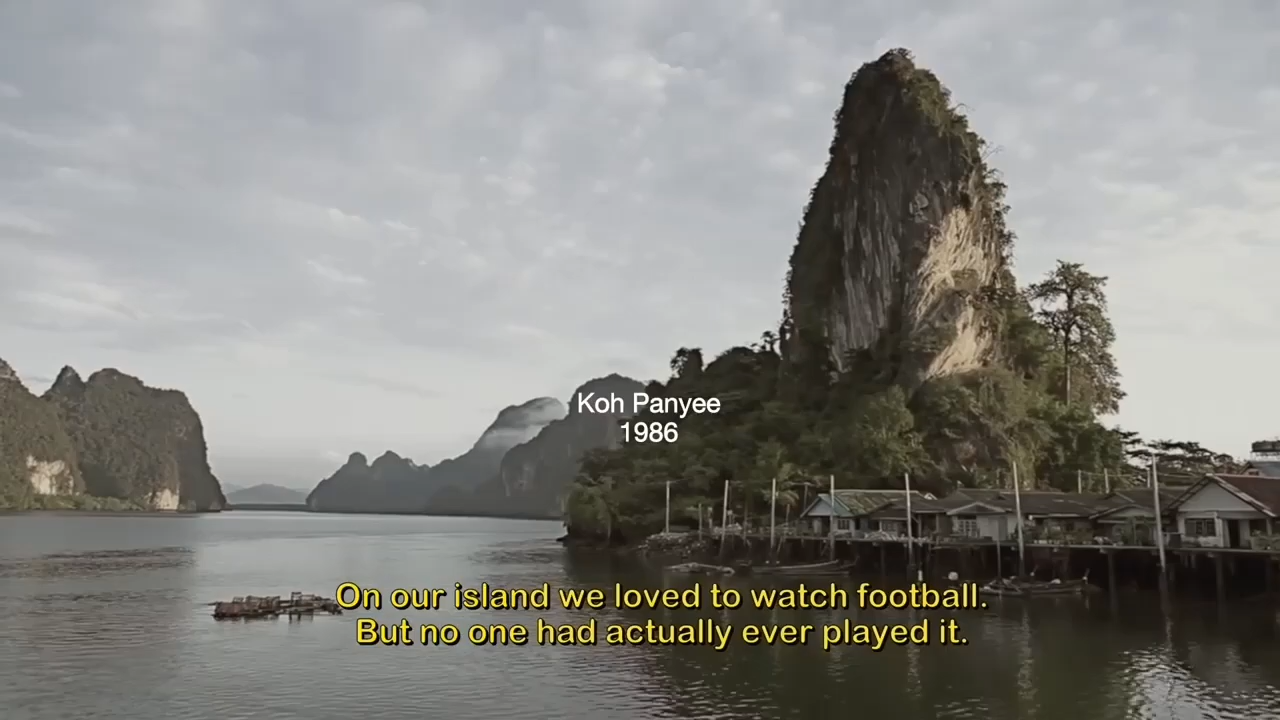 Koh Panyee
1986
On our island we loved to watch football.
But no one had actually ever played it.